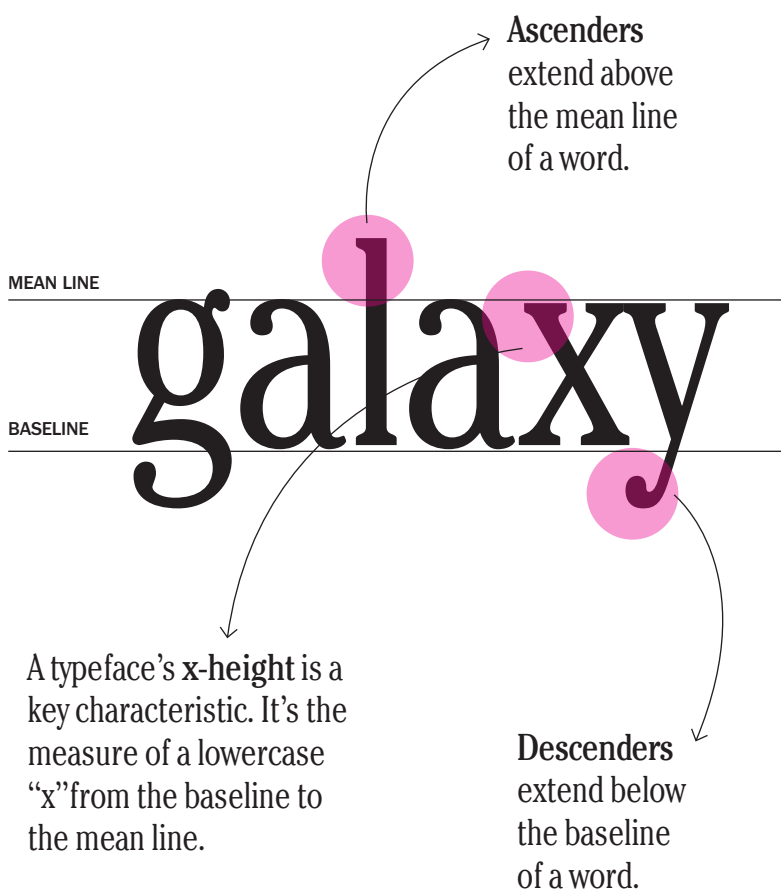 Ascenders
extend above
the mean line
of a word.
MEAN LINE
galaxy
BASELINE
A typeface’s x-height is a
key characteristic. It’s the
measure of a lowercase
“x”from the baseline to
the mean line.
Descenders
extend below
the baseline
of a word.